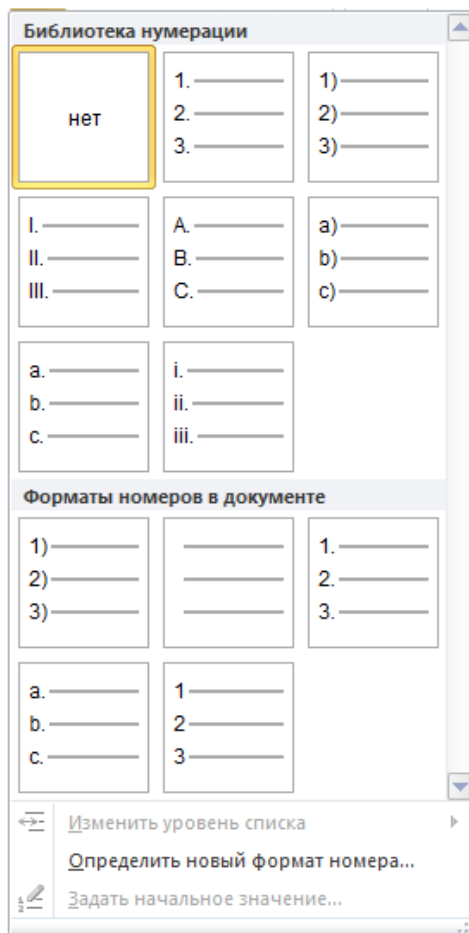 Библиотека нумерации
нет
1.
2.
3.
1)
2)
3)
I.
II.
III.
A.
B.
C.
a)
b)
c)
a.
b.
c.
i.
ii.
iii.
Форматы номеров в документе
1)
2)
3)
1.
2.
3.
a.
b.
c.
1
2
3
Изменить уровень списка
Определить новый формат номера...
Задать начальное значение...